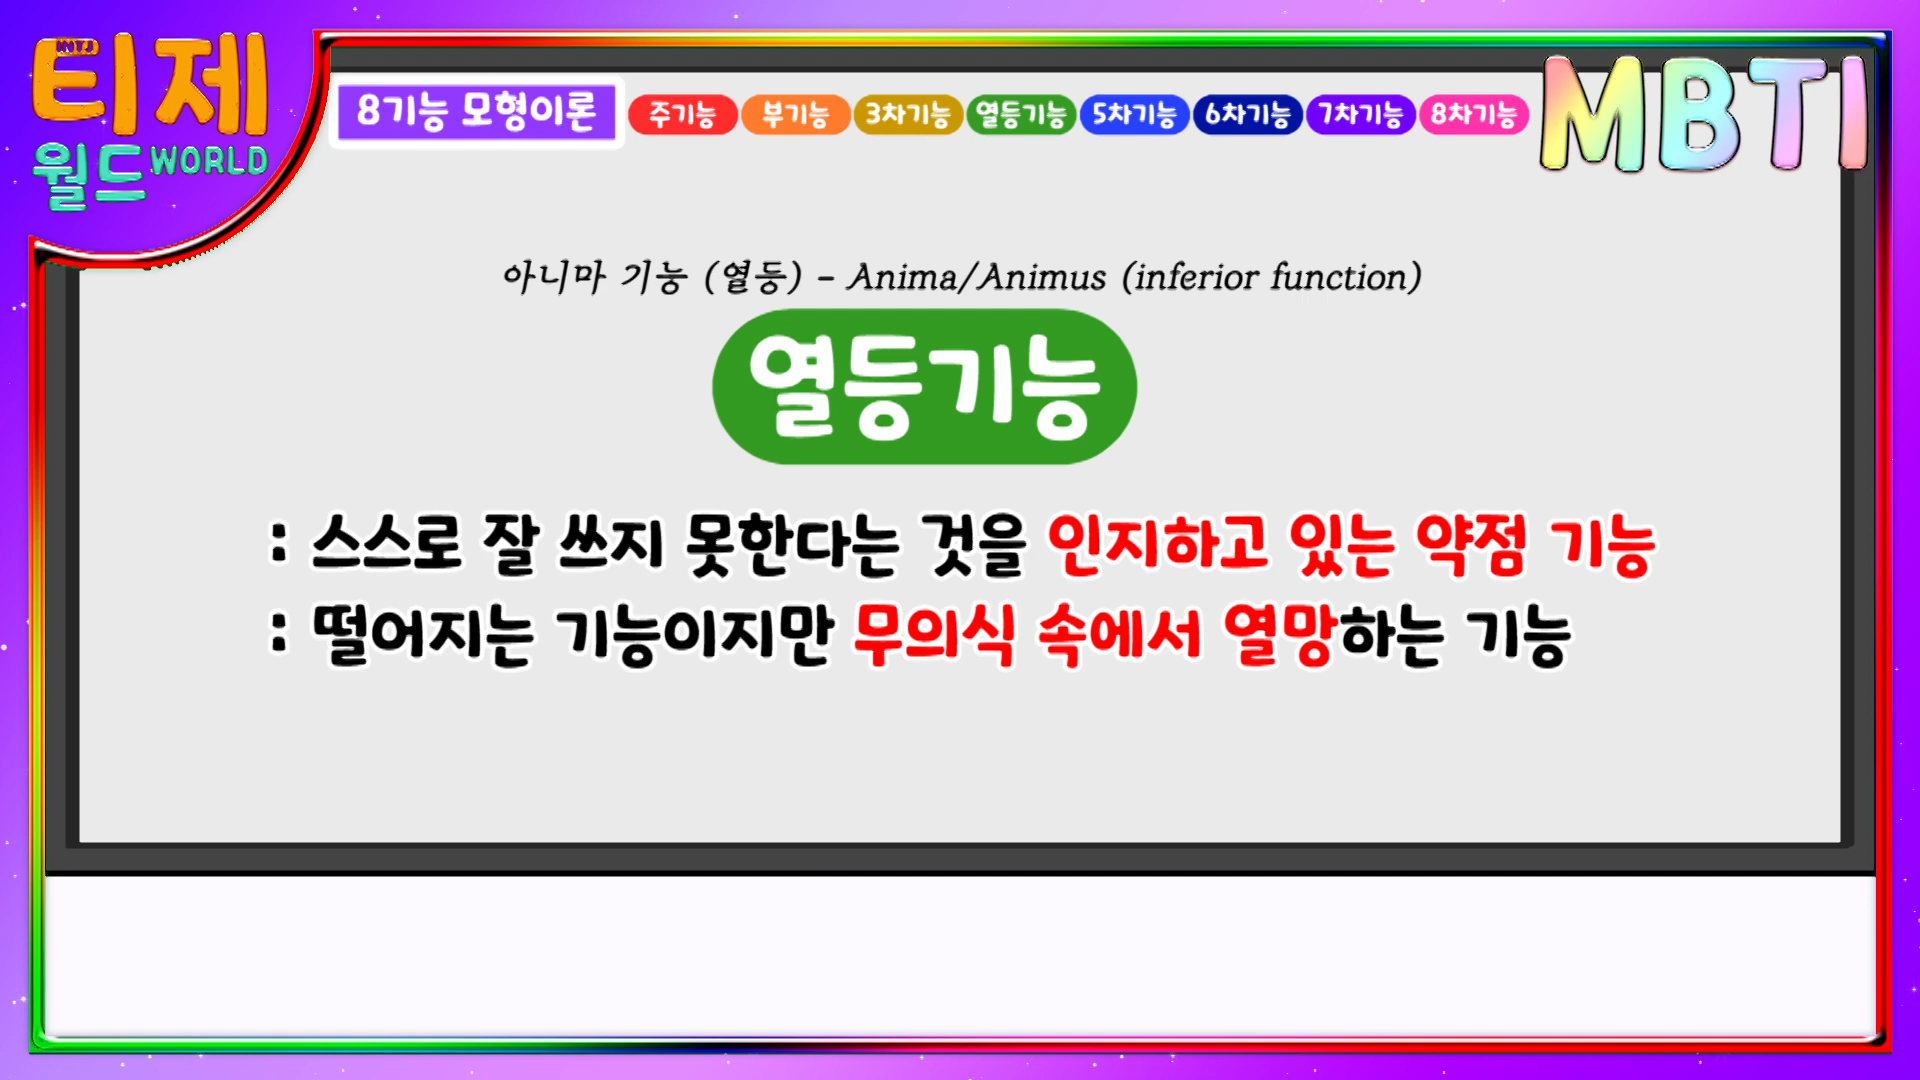 INTJ
티제
월드 WORLD
8기능 모형이론 주기능 부기능 3차기능 열등기능 5차기능 6차기능 7차기능 8차기능
MBTI
아니마 기능 (열등) – Anima/Animus (inferior function)
열등기능
: 스스로 잘 쓰지 못한다는 것을 인지하고 있는 약점 기능
: 떨어지는 기능이지만 무의식 속에서 열망하는 기능